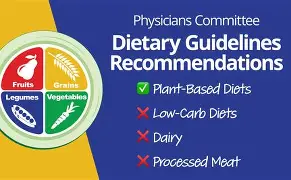 Physicians Committee
Dietary Guidelines
Recommendations
Fruits
Grains
Legumes
Vegetables
Plant-Based Diets
Low-Carb Diets
Dairy
Processed Meat